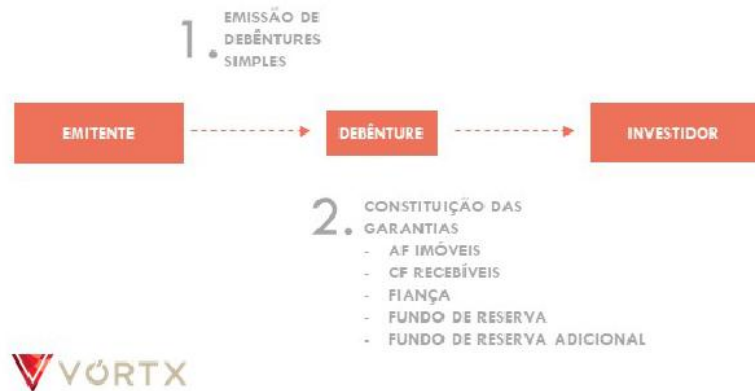 1. EMISSÃO DE
DEBÊNTURES
SIMPLES
EMITENTE
DEBÊNTURE
INVESTIDOR
2. CONSTITUIÇÃO DAS
GARANTIAS
- AF IMÓVEIS
- CF RECEBÍVEIS
- FIANÇA
- FUNDO DE RESERVA
- FUNDO DE RESERVA ADICIONAL
VÓRTX